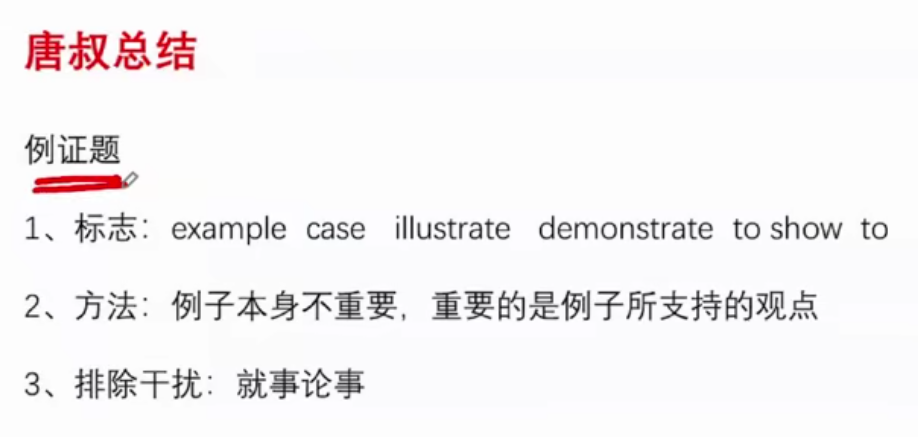 唐叔总结
例证题
1、标志：example case illustrate demonstrate to show to
2、方法：例子本身不重要，重要的是例子所支持的观点
3、排除干扰：就事论事